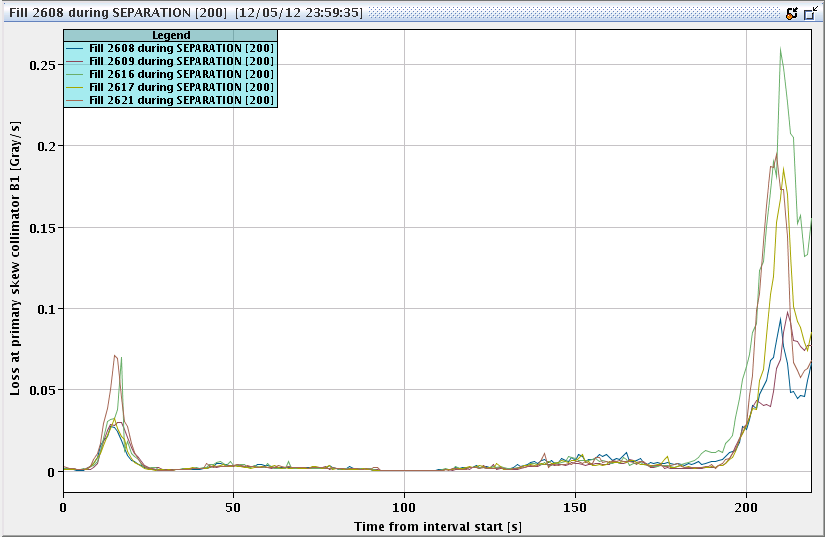 Fill 2608 during SEPARATION [200] [12/05/12 23:59:35]
Legend
Fill 2608 during SEPARATION [200]
Fill 2609 during SEPARATION [200]
Fill 2616 during SEPARATION [200]
Fill 2617 during SEPARATION [200]
Fill 2621 during SEPARATION [200]
Loss at primary skew collimator B1 [Gray/s]
0.25
0.2
0.15
0.1
0.05
0
0 50 100 150 200
Time from interval start [s]